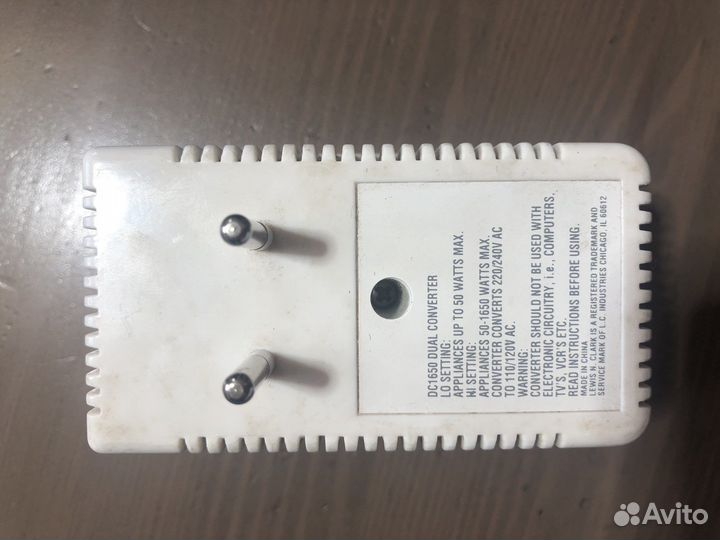 DC1650 DUAL CONVERTER
LO SETTING:
APPLIANCES UP TO 50 WATTS MAX.
HI SETTING:
APPLIANCES 50-1650 WATTS MAX.
CONVERTER CONVERTS 220/240V AC
TO 110/120V AC.
WARNING:
CONVERTER SHOULD NOT BE USED WITH
ELECTRONIC CIRCUITRY, i.e., COMPUTERS,
TV'S, VCR'S ETC.
READ INSTRUCTIONS BEFORE USING.
MADE IN CHINA
LEWIS N. CLARK IS A REGISTERED TRADEMARK AND
SERVICE MARK OF L.C. INDUSTRIES CHICAGO, IL 60612
Avito